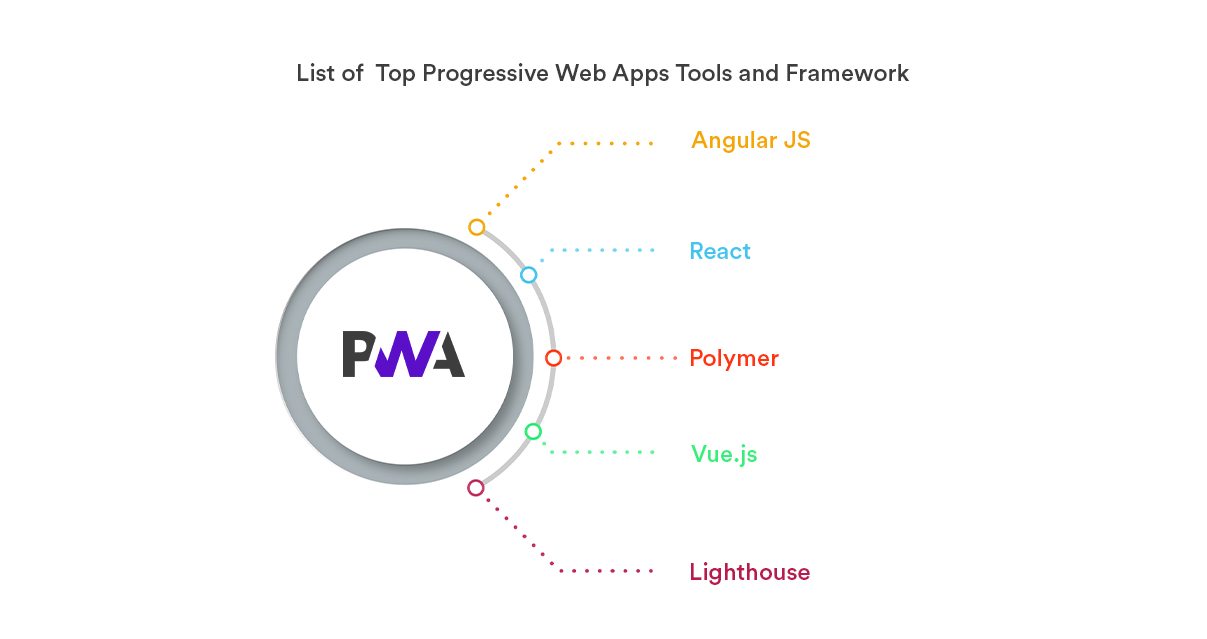 List of Top Progressive Web Apps Tools and Framework
Angular JS
React
PWA
Polymer
Vue.js
Lighthouse